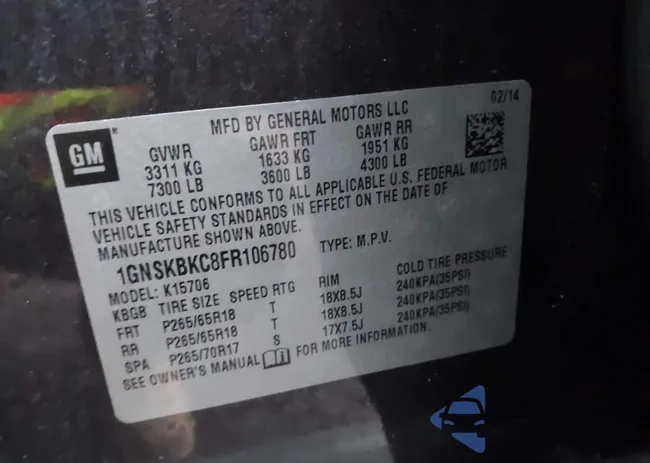 MFD BY GENERAL MOTORS LLC 02/14
GM
GVWR GAWR FRT GAWR RR
3311 KG 1633 KG 1951 KG
7300 LB 3600 LB 4300 LB
THIS VEHICLE CONFORMS TO ALL APPLICABLE U.S. FEDERAL MOTOR
VEHICLE SAFETY STANDARDS IN EFFECT ON THE DATE OF
MANUFACTURE SHOWN ABOVE.
1GNSKBKC8FR106780 TYPE: M.P.V.
MODEL: K15706
KBGB TIRE SIZE SPEED RTG RIM COLD TIRE PRESSURE
FRT P265/65R18 T 18X8.5J 240KPA(35PSI)
RR P265/65R18 T 18X8.5J 240KPA(35PSI)
SPA P265/70R17 S 17X7.5J 240KPA(35PSI)
SEE OWNER'S MANUAL FOR MORE INFORMATION.